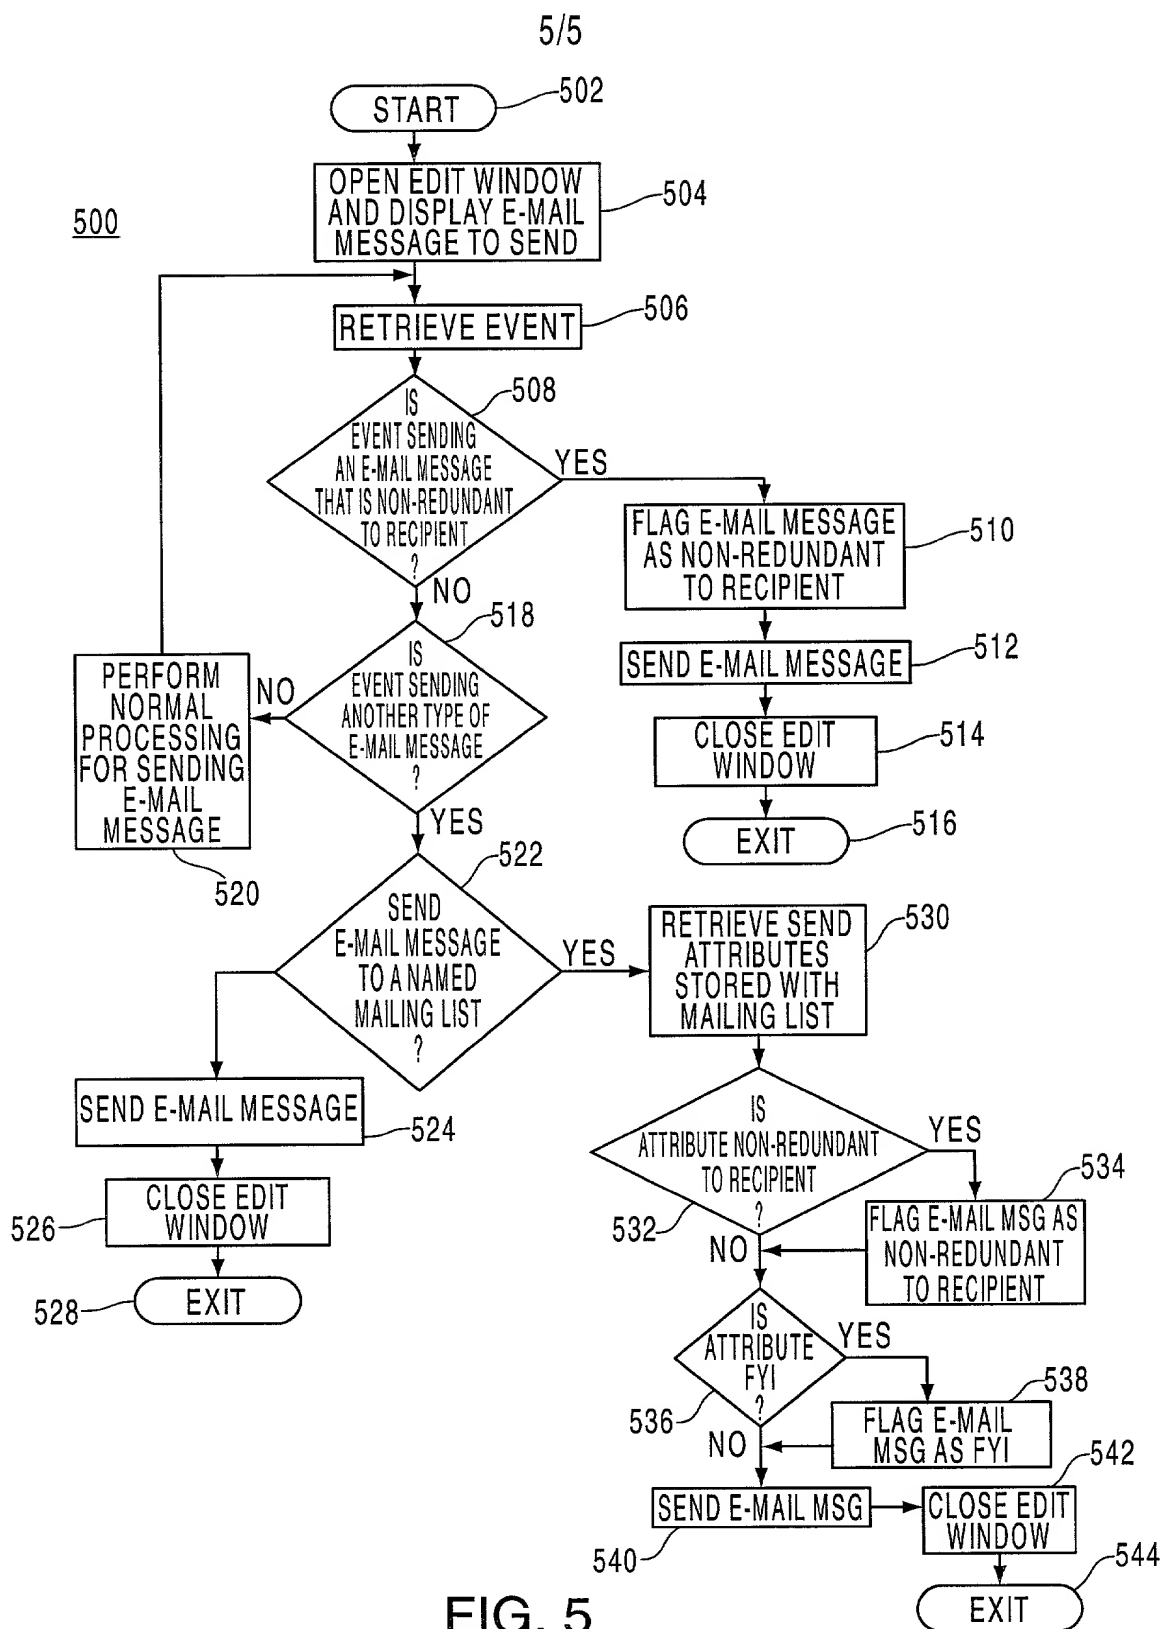 5/5
START
502
OPEN EDIT WINDOW
AND DISPLAY E-MAIL
MESSAGE TO SEND
504
500
RETRIEVE EVENT
506
508
IS
EVENT SENDING
AN E-MAIL MESSAGE
THAT IS NON-REDUNDANT
TO RECIPIENT
?
YES
NO
FLAG E-MAIL MESSAGE
AS NON-REDUNDANT
TO RECIPIENT
510
SEND E-MAIL MESSAGE
512
CLOSE EDIT
WINDOW
514
EXIT
516
518
IS
EVENT SENDING
ANOTHER TYPE OF
E-MAIL MESSAGE
?
NO
YES
PERFORM
NORMAL
PROCESSING
FOR SENDING
E-MAIL
MESSAGE
520
522
SEND
E-MAIL MESSAGE
TO A NAMED
MAILING LIST
?
YES
SEND E-MAIL MESSAGE
524
CLOSE EDIT
WINDOW
526
EXIT
528
RETRIEVE SEND
ATTRIBUTES
STORED WITH
MAILING LIST
530
IS
ATTRIBUTE NON-REDUNDANT
TO RECIPIENT
?
532
YES
NO
534
FLAG E-MAIL MSG AS
NON-REDUNDANT
TO RECIPIENT
IS
ATTRIBUTE
FYI
?
536
YES
NO
538
FLAG E-MAIL
MSG AS FYI
SEND E-MAIL MSG
540
542
CLOSE EDIT
WINDOW
544
EXIT
FIG. 5